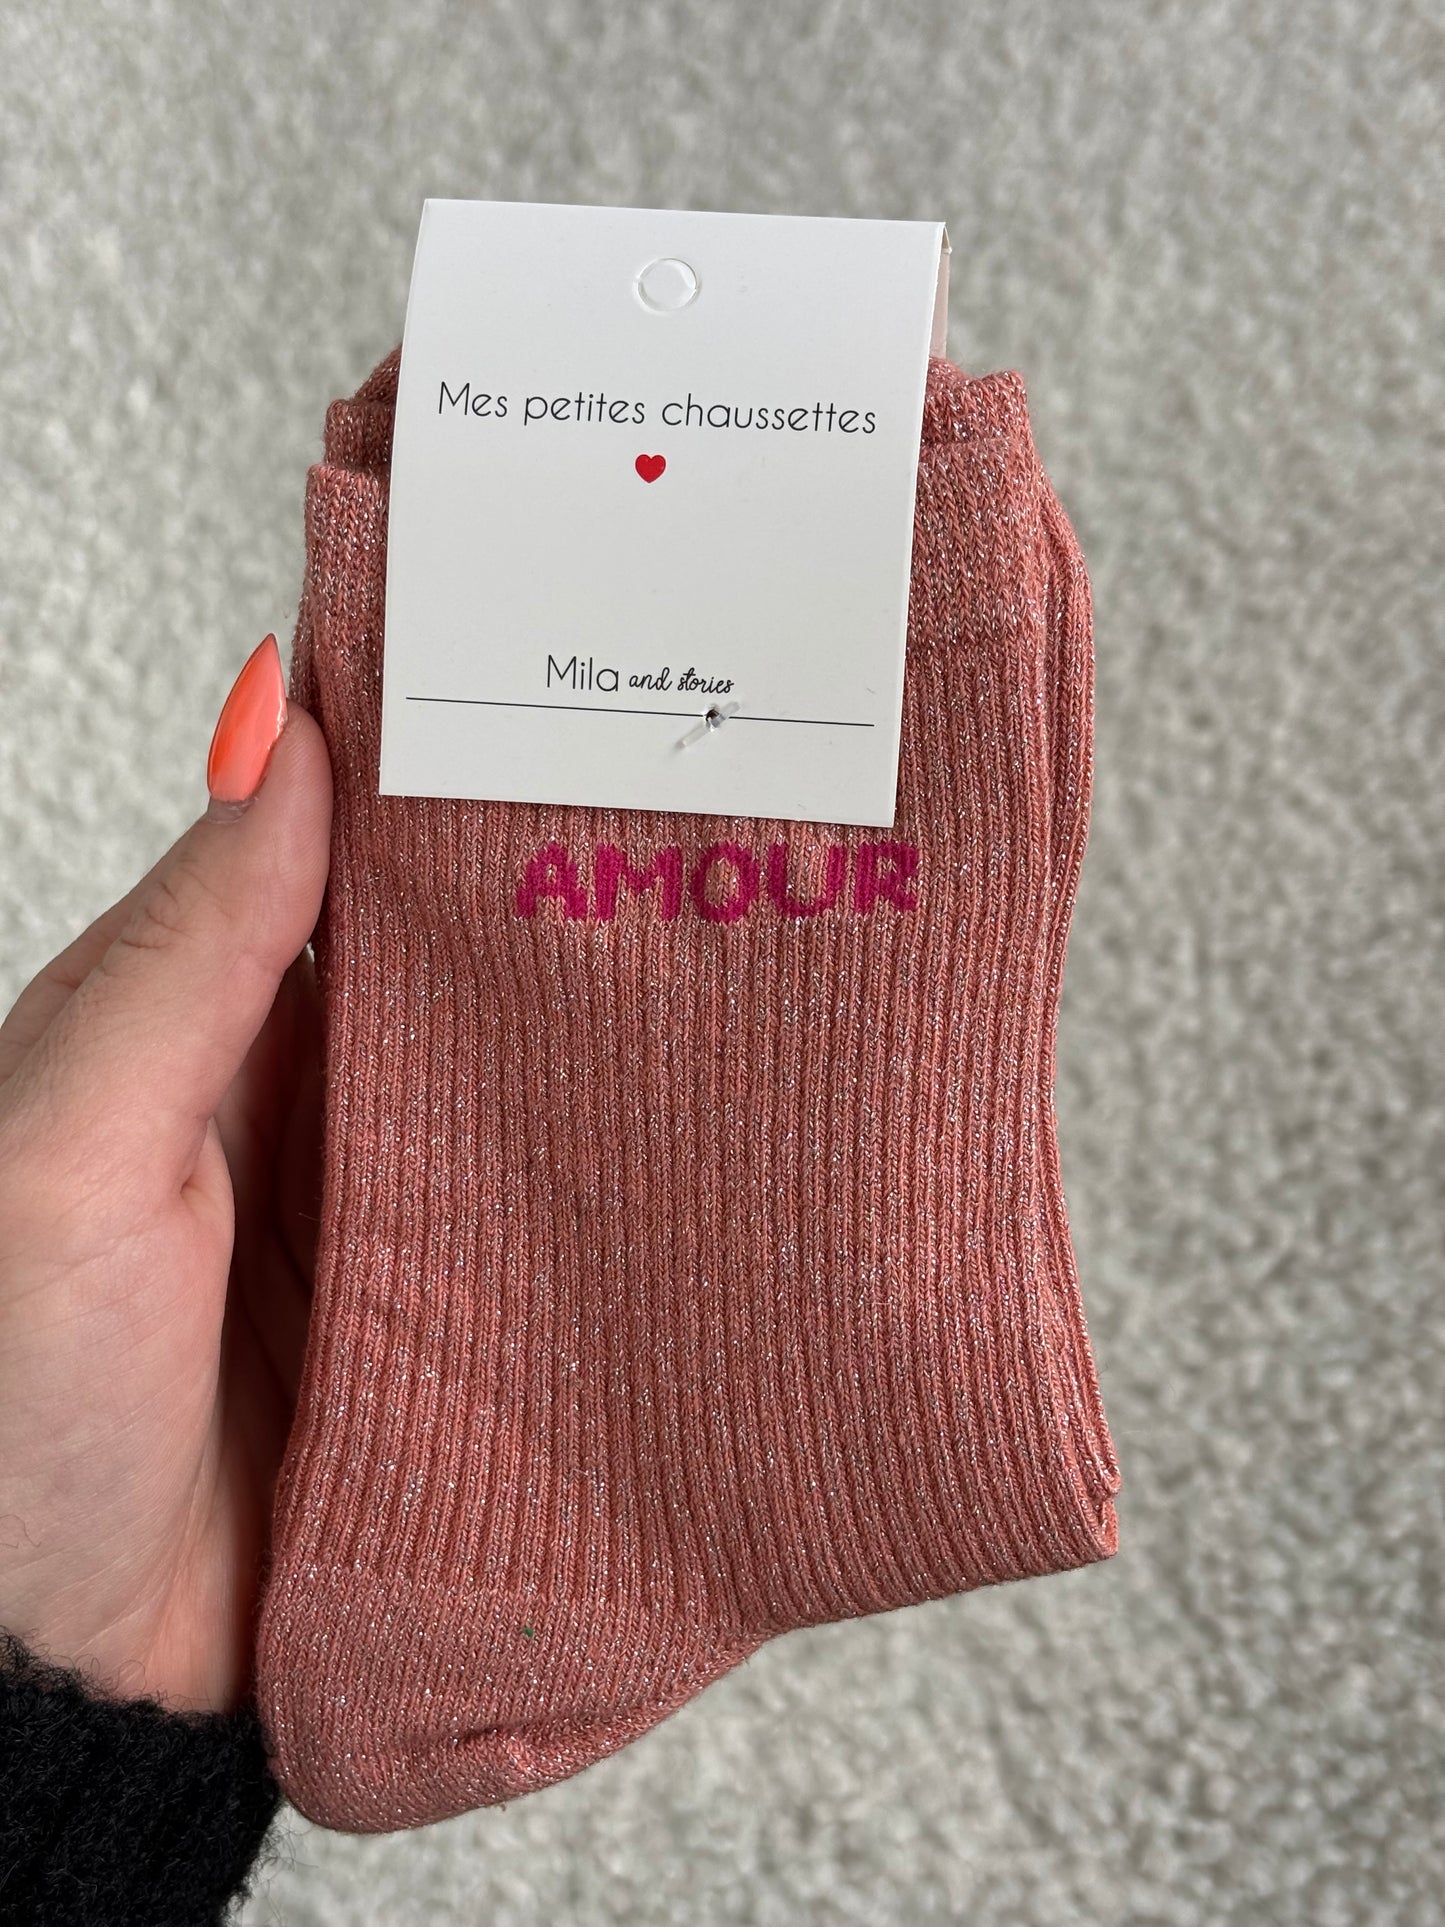 Mes petites chaussettes
Mila and stories
AMOUR